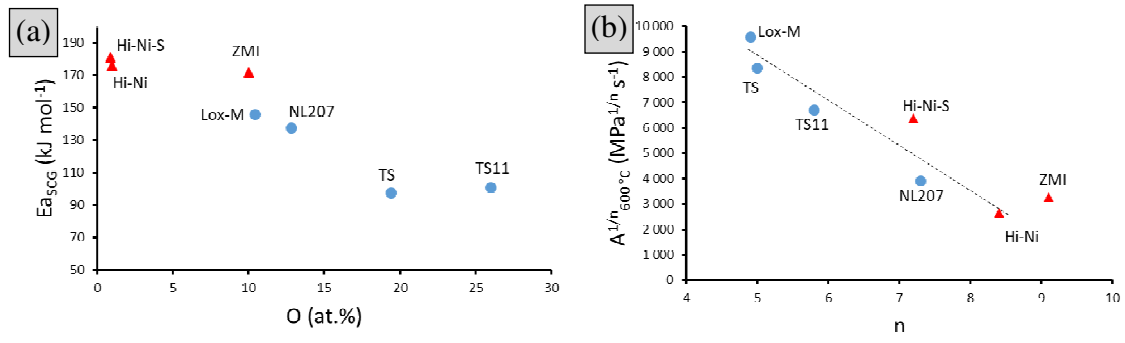 (a)
Ea_SCG (kJ mol⁻¹)
190
170
150
130
110
90
70
50
Hi-Ni-S
Hi-Ni
ZMI
Lox-M
NL207
TS
TS11
0 5 10 15 20 25 30
O (at.%)
(b)
A^1/n_600 °C (MPa^1/n s⁻¹)
10 000
9 000
8 000
7 000
6 000
5 000
4 000
3 000
2 000
1 000
0
Lox-M
TS
TS11
Hi-Ni-S
NL207
ZMI
Hi-Ni
4 5 6 7 8 9 10
n